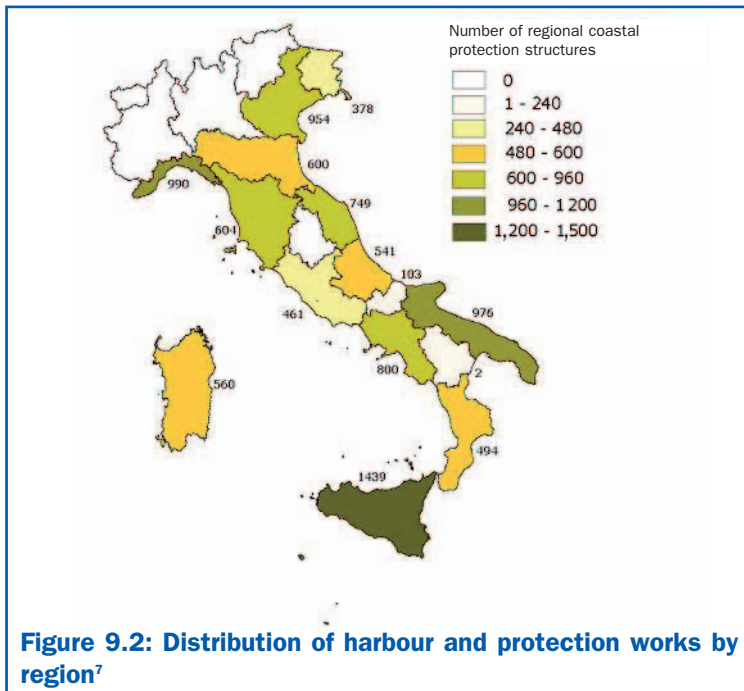 Number of regional coastal
protection structures
0
1 - 240
240 - 480
480 - 600
600 - 960
960 - 1 200
1,200 - 1,500
378
954
600
990
749
604
541
103
461
976
800
2
560
494
1439
Figure 9.2: Distribution of harbour and protection works by
region7